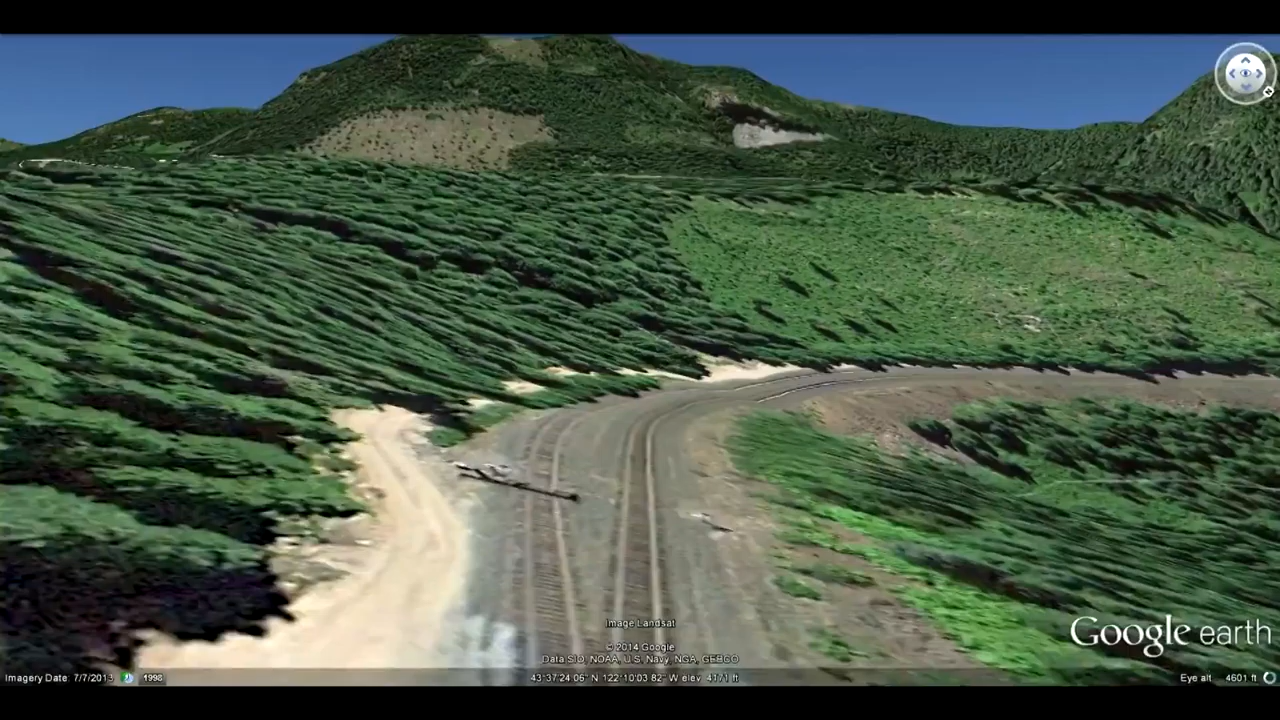 Image Landsat
© 2014 Google
Data SIO, NOAA, U.S. Navy, NGA, GEBCO
Google earth
Imagery Date: 7/7/2013 1998 43°37'24.06" N 122°10'03.82" W elev 4171 ft Eye alt 4601 ft